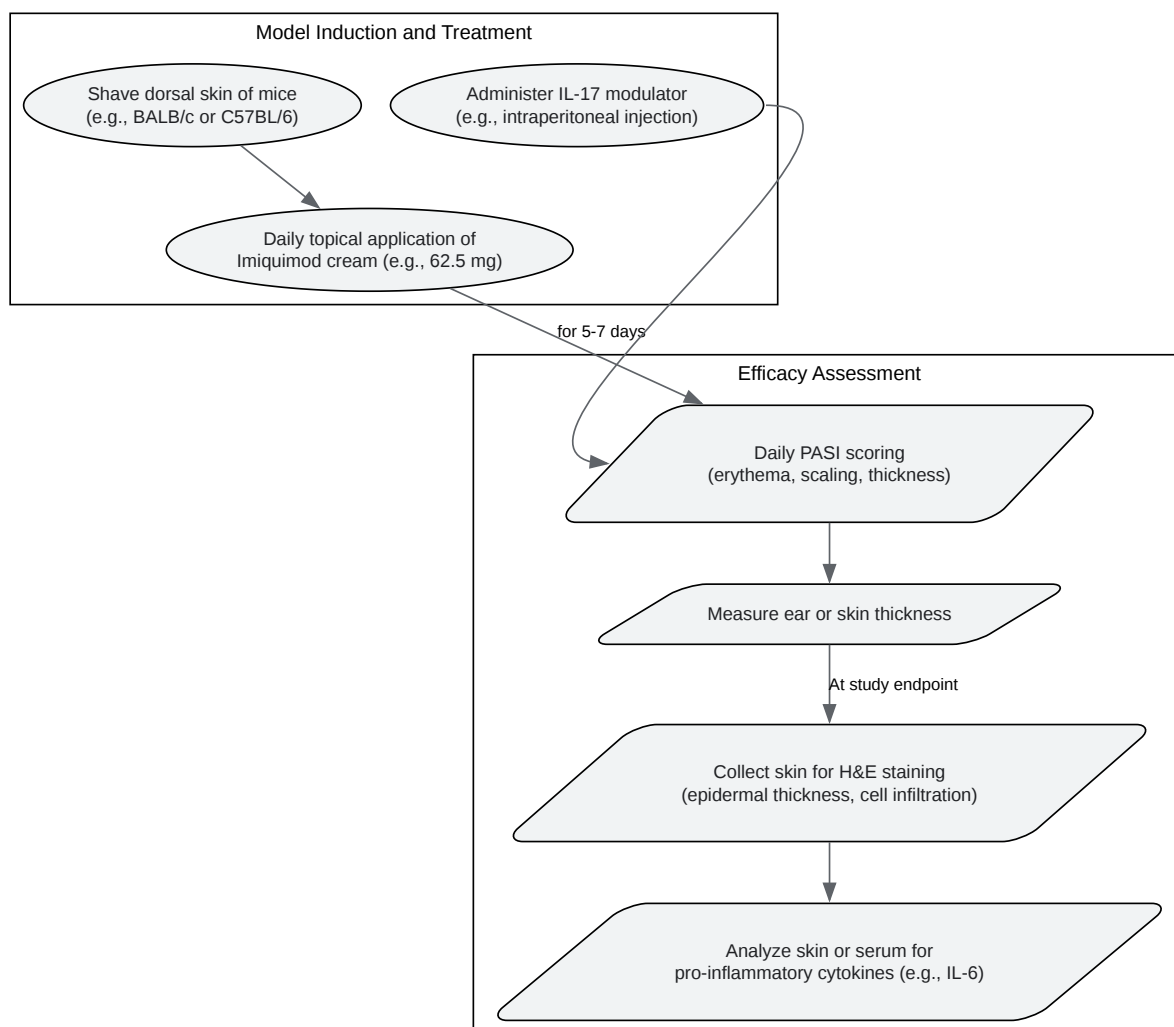 Model Induction and Treatment
Shave dorsal skin of mice
(e.g., BALB/c or C57BL/6)
Administer IL-17 modulator
(e.g., intraperitoneal injection)
Daily topical application of
Imiquimod cream (e.g., 62.5 mg)
for 5-7 days
Efficacy Assessment
Daily PASI scoring
(erythema, scaling, thickness)
Measure ear or skin thickness
At study endpoint
Collect skin for H&E staining
(epidermal thickness, cell infiltration)
Analyze skin or serum for
pro-inflammatory cytokines (e.g., IL-6)